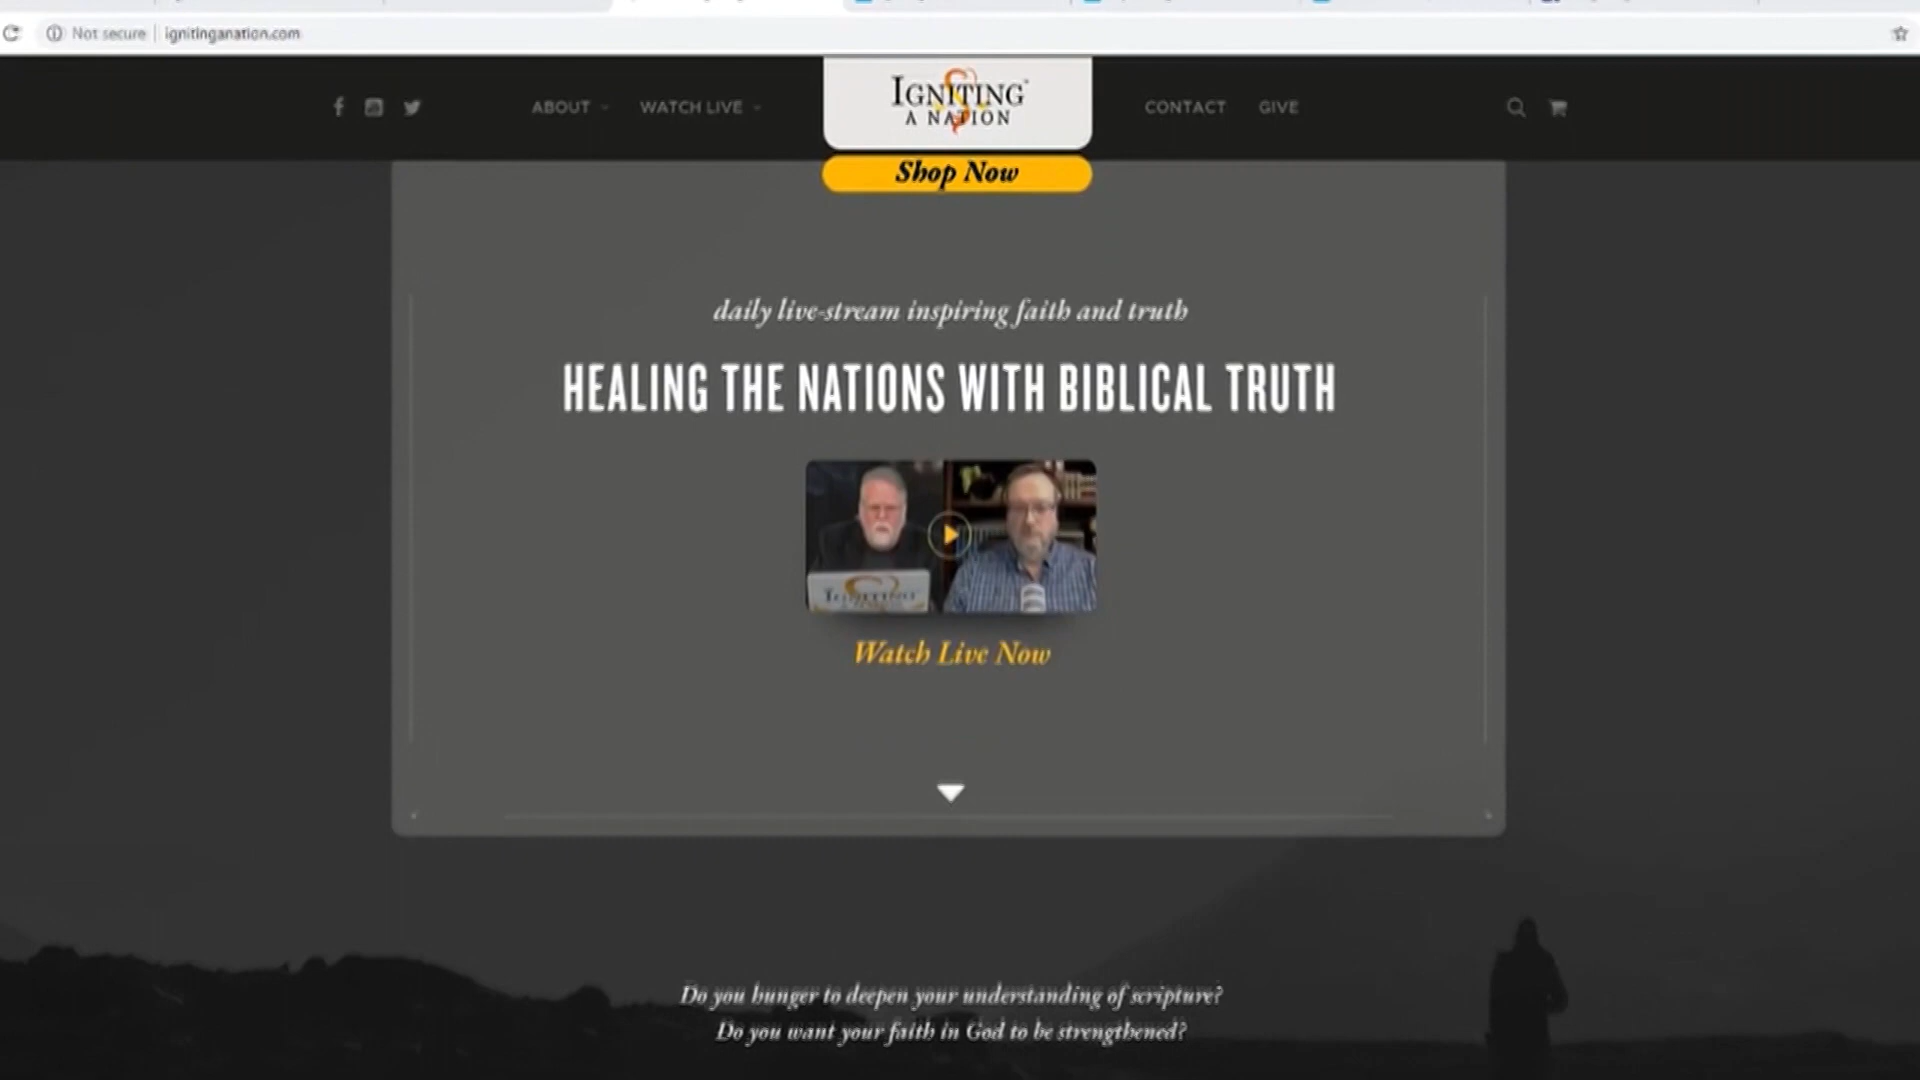 Not secure ignitinganation.com
ABOUT WATCH LIVE
IGNITING
A NATION
CONTACT GIVE
Shop Now
daily live-stream inspiring faith and truth
HEALING THE NATIONS WITH BIBLICAL TRUTH
IGNITING
Watch Live Now
Do you hunger to deepen your understanding of scripture?
Do you want your faith in God to be strengthened?